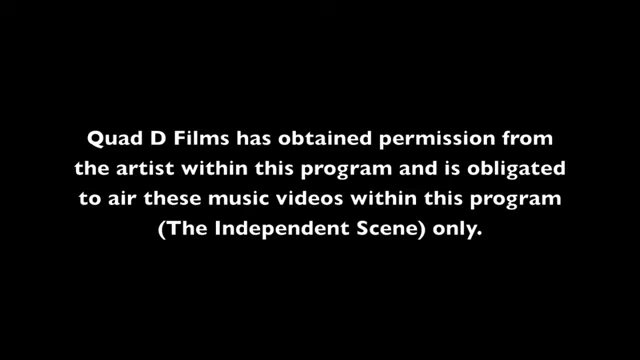 Quad D Films has obtained permission from
the artist within this program and is obligated
to air these music videos within this program
(The Independent Scene) only.